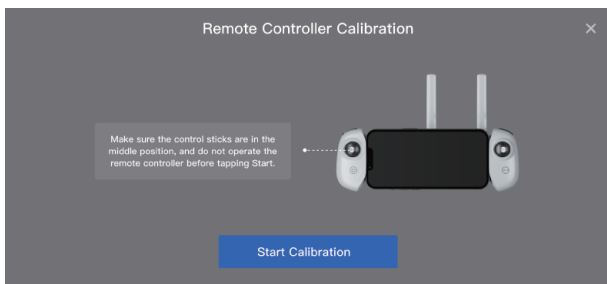 Remote Controller Calibration
Make sure the control sticks are in the
middle position, and do not operate the
remote controller before tapping Start.
Start Calibration